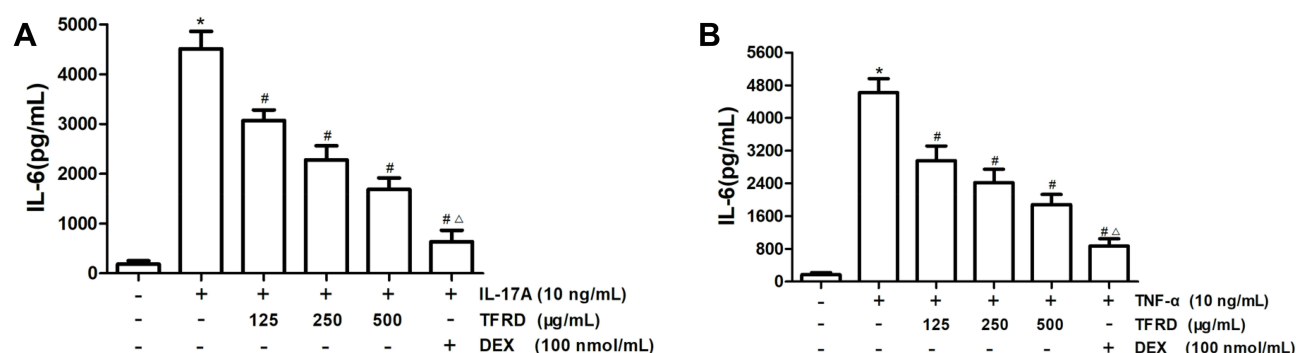 A
IL-6(pg/mL)
5000
4000
3000
2000
1000
0
*
#
#
#
# △
- + + + + + IL-17A (10 ng/mL)
- - 125 250 500 - TFRD (μg/mL)
- - - - - + DEX (100 nmol/mL)
B
IL-6(pg/mL)
5600
4800
4000
3200
2400
1600
800
0
*
#
#
#
# △
- + + + + + TNF-α (10 ng/mL)
- - 125 250 500 - TFRD (μg/mL)
- - - - - + DEX (100 nmol/mL)